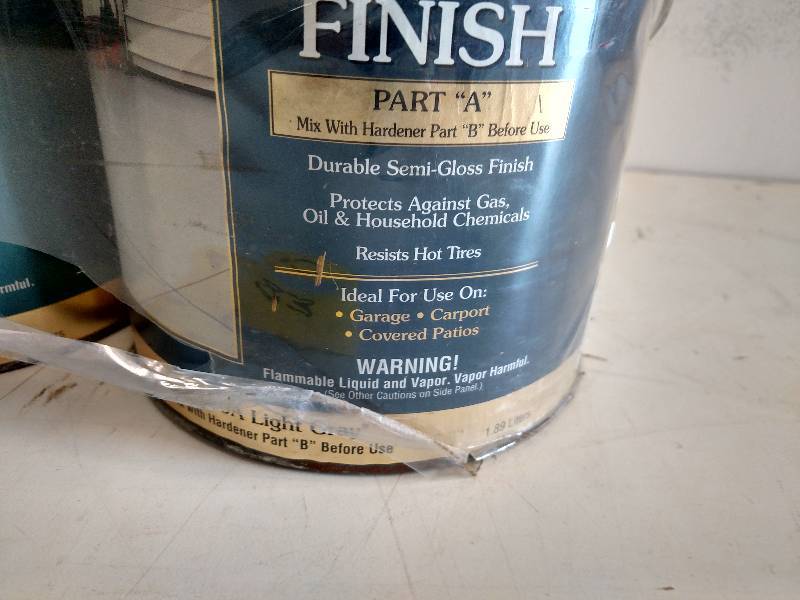 FINISH
PART “A”
Mix With Hardener Part “B” Before Use
Durable Semi-Gloss Finish
Protects Against Gas,
Oil & Household Chemicals
Resists Hot Tires
Ideal For Use On:
• Garage • Carport
• Covered Patios
WARNING!
Flammable Liquid and Vapor. Vapor Harmful.
(See Other Cautions on Side Panel.)
Light Gray
With Hardener Part “B” Before Use
1.89 Liters